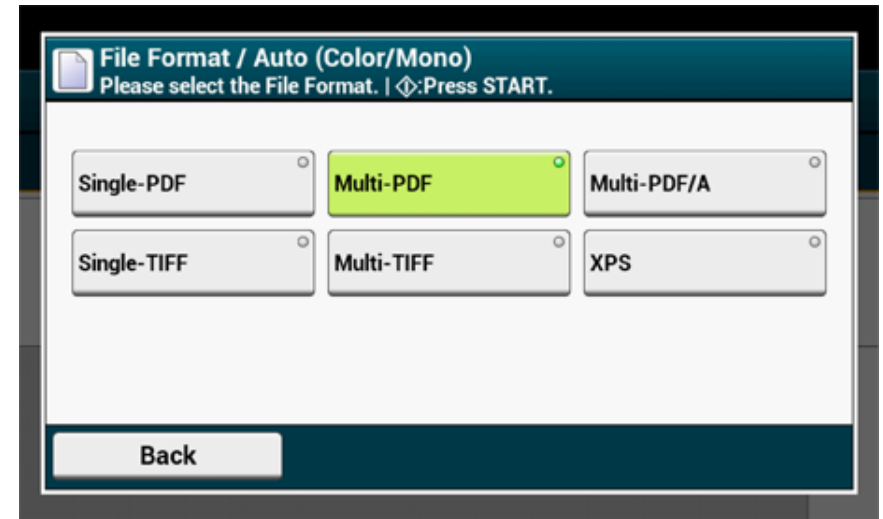 File Format / Auto (Color/Mono)
Please select the File Format. | :Press START.
Single-PDF
Multi-PDF
Multi-PDF/A
Single-TIFF
Multi-TIFF
XPS
Back